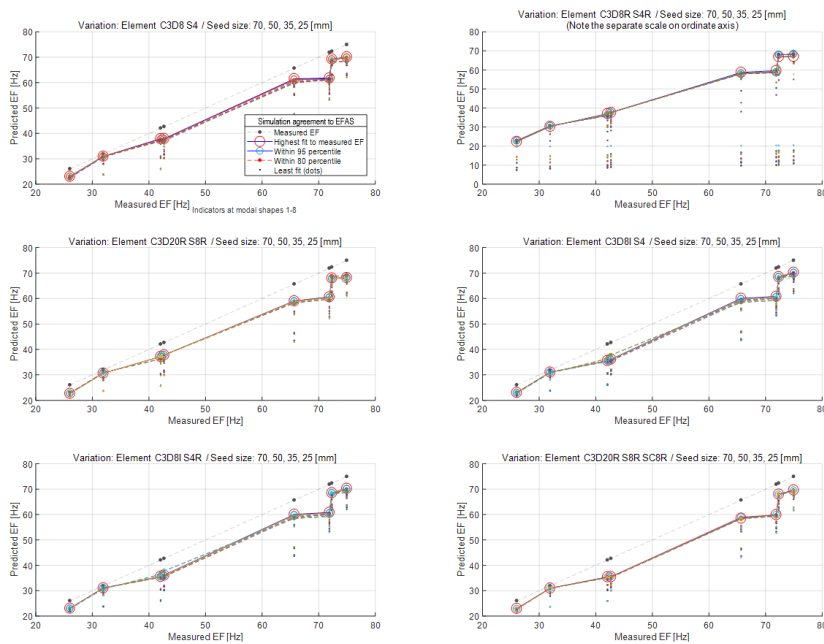 Variation: Element C3D8 S4 / Seed size: 70, 50, 35, 25 [mm]
80
70
60
50
40
30
20
Predicted EF [Hz]
Simulation agreement to EFAS
Measured EF
Highest fit to measured EF
Within 95 percentile
Within 80 percentile
Least fit (dots)
20 30 40 50 60 70 80
Measured EF [Hz]
Indicators at modal shapes 1-8
Variation: Element C3D8R S4R / Seed size: 70, 50, 35, 25 [mm]
(Note the separate scale on ordinate axis)
80
70
60
50
40
30
20
10
0
Predicted EF [Hz]
20 30 40 50 60 70 80
Measured EF [Hz]
Variation: Element C3D20R S8R / Seed size: 70, 50, 35, 25 [mm]
80
70
60
50
40
30
20
Predicted EF [Hz]
20 30 40 50 60 70 80
Measured EF [Hz]
Variation: Element C3D8I S4 / Seed size: 70, 50, 35, 25 [mm]
80
70
60
50
40
30
20
Predicted EF [Hz]
20 30 40 50 60 70 80
Measured EF [Hz]
Variation: Element C3D8I S4R / Seed size: 70, 50, 35, 25 [mm]
80
70
60
50
40
30
20
Predicted EF [Hz]
20 30 40 50 60 70 80
Measured EF [Hz]
Variation: Element C3D20R S8R SC8R / Seed size: 70, 50, 35, 25 [mm]
80
70
60
50
40
30
20
Predicted EF [Hz]
20 30 40 50 60 70 80
Measured EF [Hz]